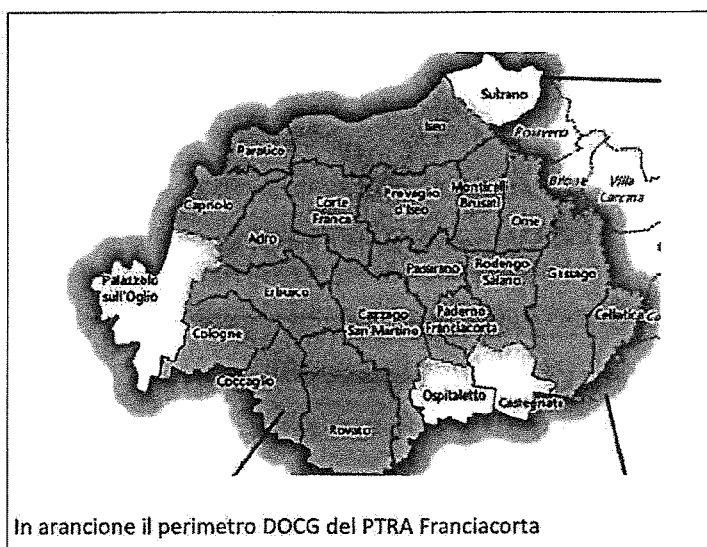 Sulzano
Iseo
Paratico
Brione
Villa
Carcina
Capriolo
Corte
Franca
Provaglio
d'Iseo
Monticelli
Brusati
Ome
Adro
Palazzolo
sull'Oglio
Passirano
Rodengo
Saiano
Gussago
Erbusco
Cazzago
San Martino
Paderno
Franciacorta
Cellatica
Cologne
Coccaglio
Ospitaletto
Castegnato
Rovato
In arancione il perimetro DOCG del PTRA Franciacorta